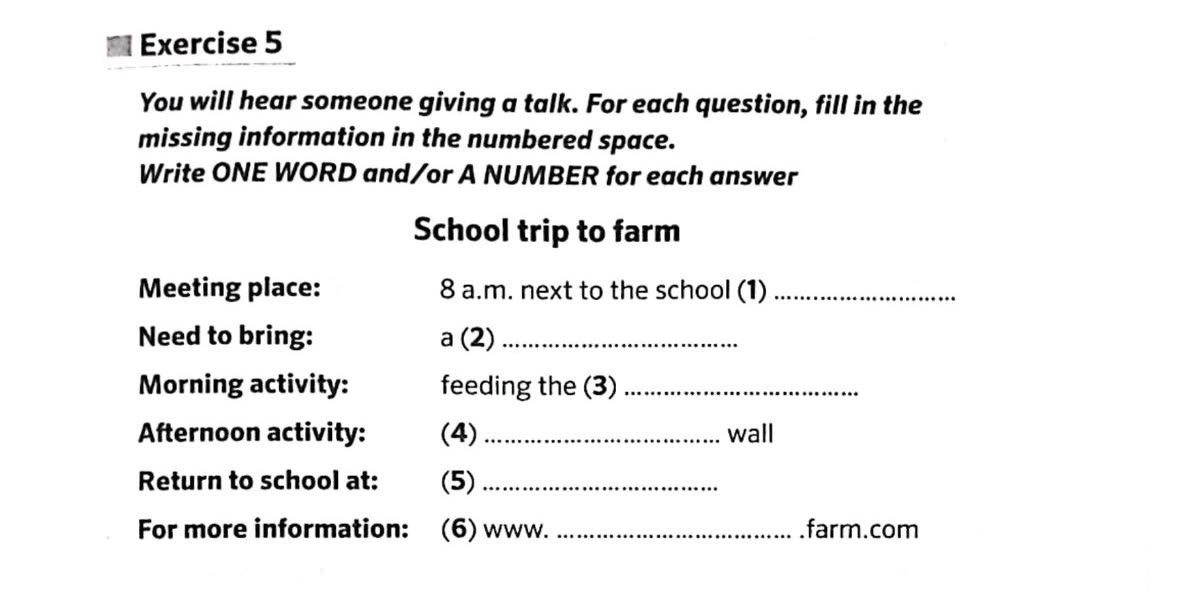 Exercise 5
You will hear someone giving a talk. For each question, fill in the
missing information in the numbered space.
Write ONE WORD and/or A NUMBER for each answer
School trip to farm
Meeting place: 8 a.m. next to the school (1) ............................
Need to bring: a (2) ....................................
Morning activity: feeding the (3) ....................................
Afternoon activity: (4) .................................... wall
Return to school at: (5) ....................................
For more information: (6) www. .................................... .farm.com